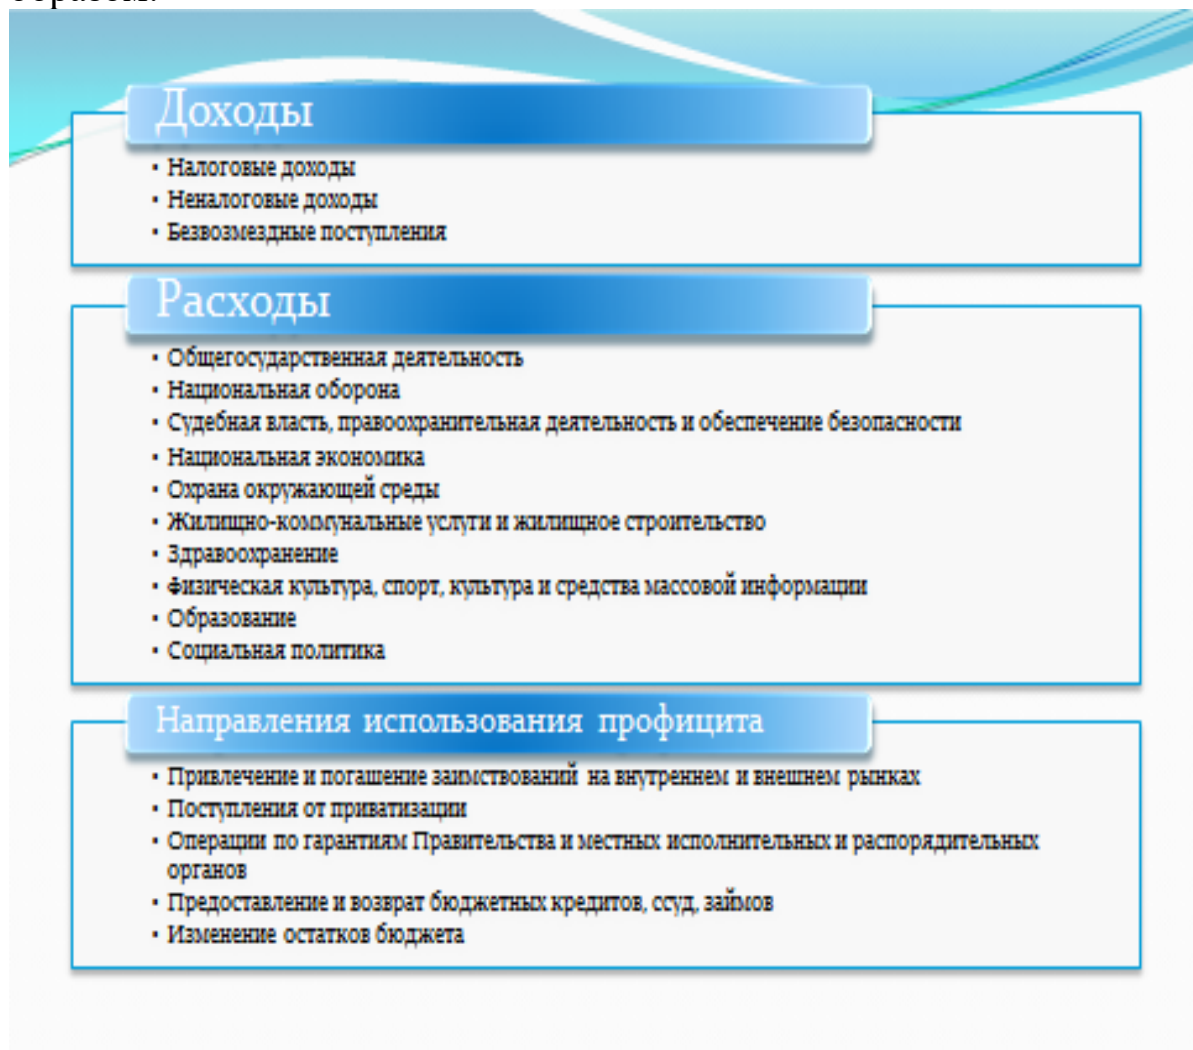 Доходы
• Налоговые доходы
• Неналоговые доходы
• Безвозмездные поступления
Расходы
• Общегосударственная деятельность
• Национальная оборона
• Судебная власть, правоохранительная деятельность и обеспечение безопасности
• Национальная экономика
• Охрана окружающей среды
• Жилищно-коммунальные услуги и жилищное строительство
• Здравоохранение
• Физическая культура, спорт, культура и средства массовой информации
• Образование
• Социальная политика
Направления использования профицита
• Привлечение и погашение заимствований на внутреннем и внешнем рынках
• Поступления от приватизации
• Операции по гарантиям Правительства и местных исполнительных и распорядительных
органов
• Предоставление и возврат бюджетных кредитов, ссуд, займов
• Изменение остатков бюджета